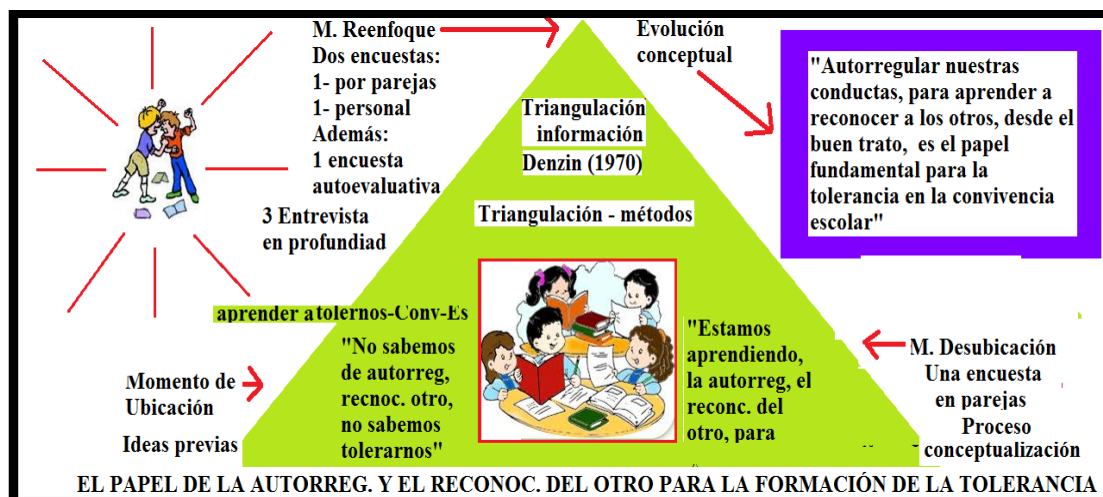 M. Reenfoque
Dos encuestas:
1- por parejas
1- personal
Además:
1 encuesta
autoevaluativa
3 Entrevista
en profundiad
Evolución
conceptual
"Autorregular nuestras
conductas, para aprender a
reconocer a los otros, desde el
buen trato, es el papel
fundamental para la
tolerancia en la convivencia
escolar"
Triangulación
información
Denzin (1970)
Triangulación - métodos
aprender a tolernos-Conv-Es
"No sabemos
de autorreg,
recnoc. otro,
no sabemos
tolerarnos"
"Estamos
aprendiendo,
la autorreg, el
reconc. del
otro, para
Momento de
Ubicación
Ideas previas
M. Desubicación
Una encuesta
en parejas
Proceso
conceptualización
EL PAPEL DE LA AUTORREG. Y EL RECONOC. DEL OTRO PARA LA FORMACIÓN DE LA TOLERANCIA